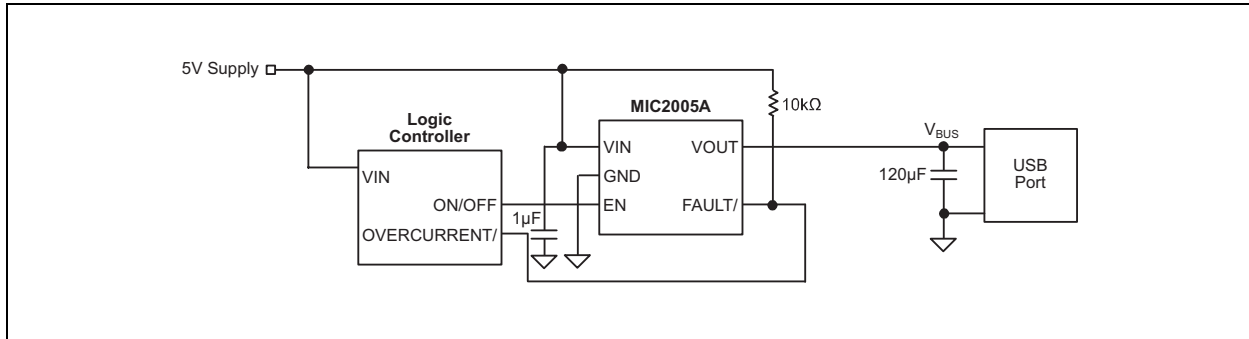 5V Supply
MIC2005A
10kΩ
Logic
Controller
VIN
ON/OFF
OVERCURRENT/
1µF
VIN
GND
EN
VOUT
FAULT/
VBUS
120µF
USB
Port